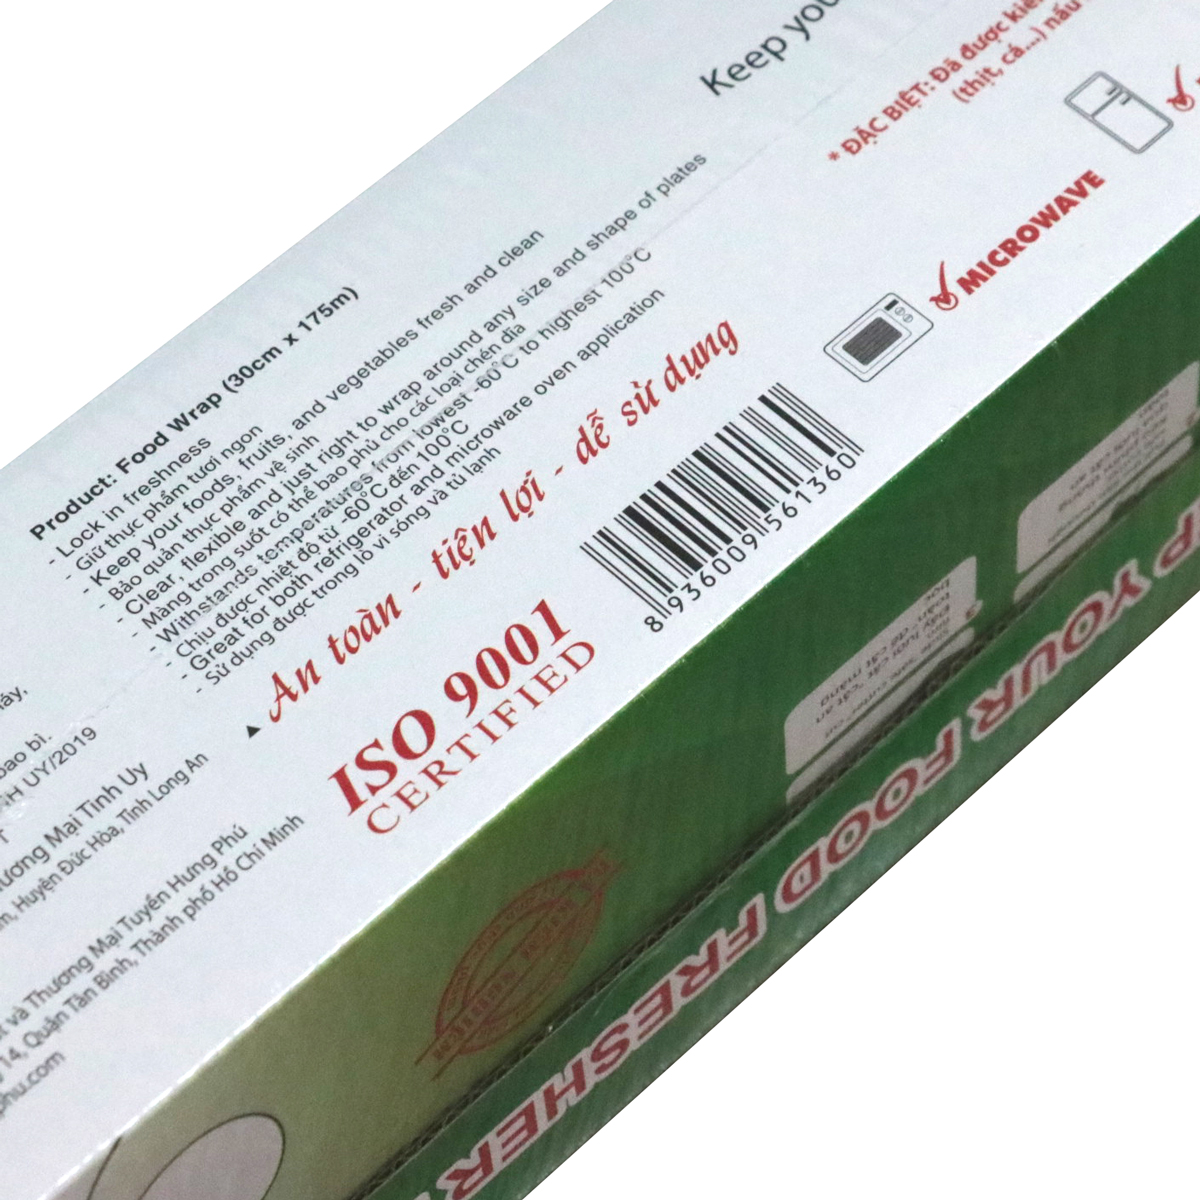 Keep you
* ĐẶC BIỆT: Đã được kiể
(thịt, cá...) nấu
MICROWAVE
Product: Food Wrap (30cm x 175m)
- Lock in freshness
- Giữ thực phẩm tươi ngon
- Keep your foods, fruits, and vegetables fresh and clean
- Bảo quản thực phẩm vệ sinh
- Clear, flexible and just right to wrap around any size and shape of plates
- Màng trong suốt có thể bao phủ cho các loại chén dĩa
- Withstands temperatures from lowest -60°C to highest 100°C
- Chịu được nhiệt độ từ -60°C đến 100°C
- Great for both refrigerator and microware oven application
- Sử dụng được trong lò vi sóng và tủ lạnh
▲ An toàn - tiện lợi - dễ sử dụng
ISO 9001
CERTIFIED
8 936009 561360
bao bì.
UY/2019
ương Mại Tinh Uy
Huyện Đức Hòa, Tỉnh Long An
và Thương Mại Tuyến Hưng Phú
14, Quận Tân Bình, Thành phố Hồ Chí Minh
phu.com
P YOUR FOOD FRESHER